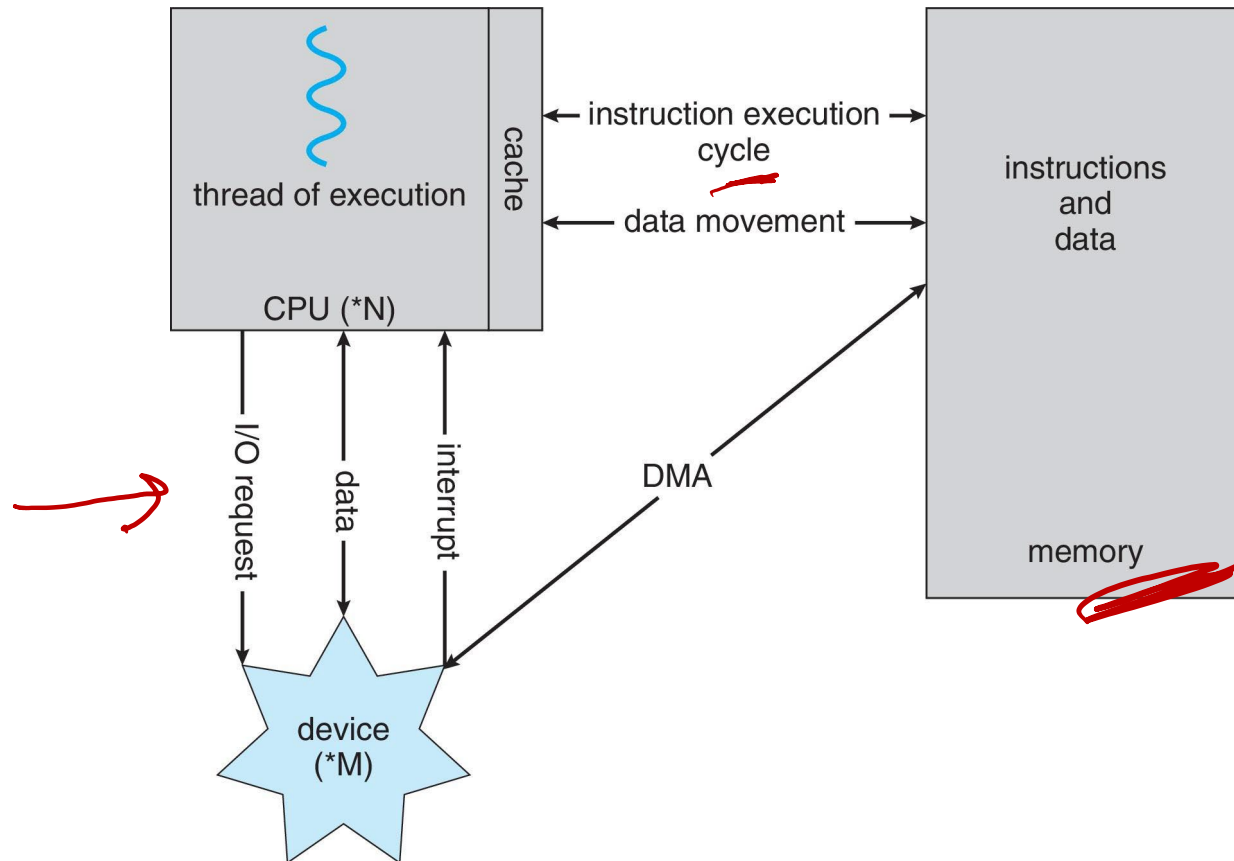 thread of execution
cache
CPU (*N)
instruction execution
cycle
data movement
instructions
and
data
memory
I/O request
data
interrupt
DMA
device
(*M)